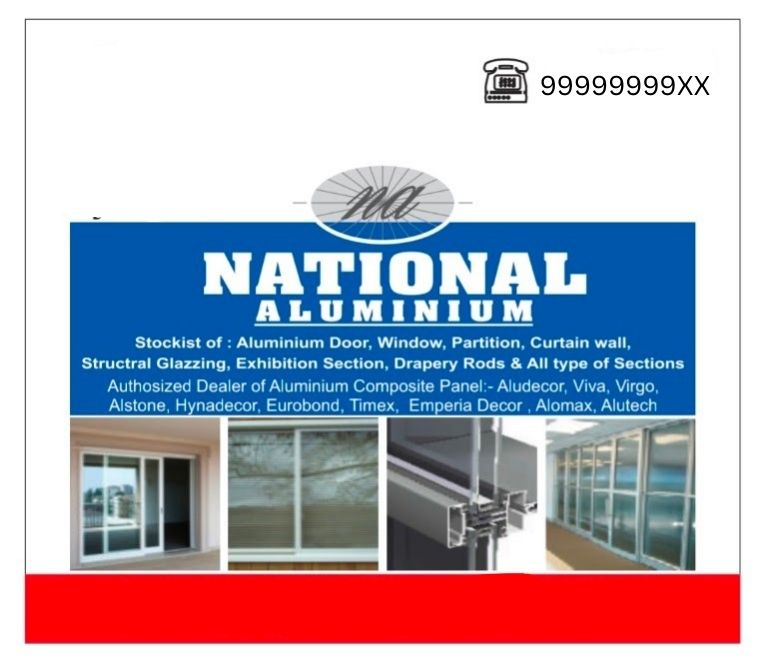 99999999XX
na
NATIONAL
ALUMINIUM
Stockist of : Aluminium Door, Window, Partition, Curtain wall,
Structral Glazzing, Exhibition Section, Drapery Rods & All type of Sections
Authosized Dealer of Aluminium Composite Panel:- Aludecor, Viva, Virgo,
Alstone, Hynadecor, Eurobond, Timex, Emperia Decor , Alomax, Alutech